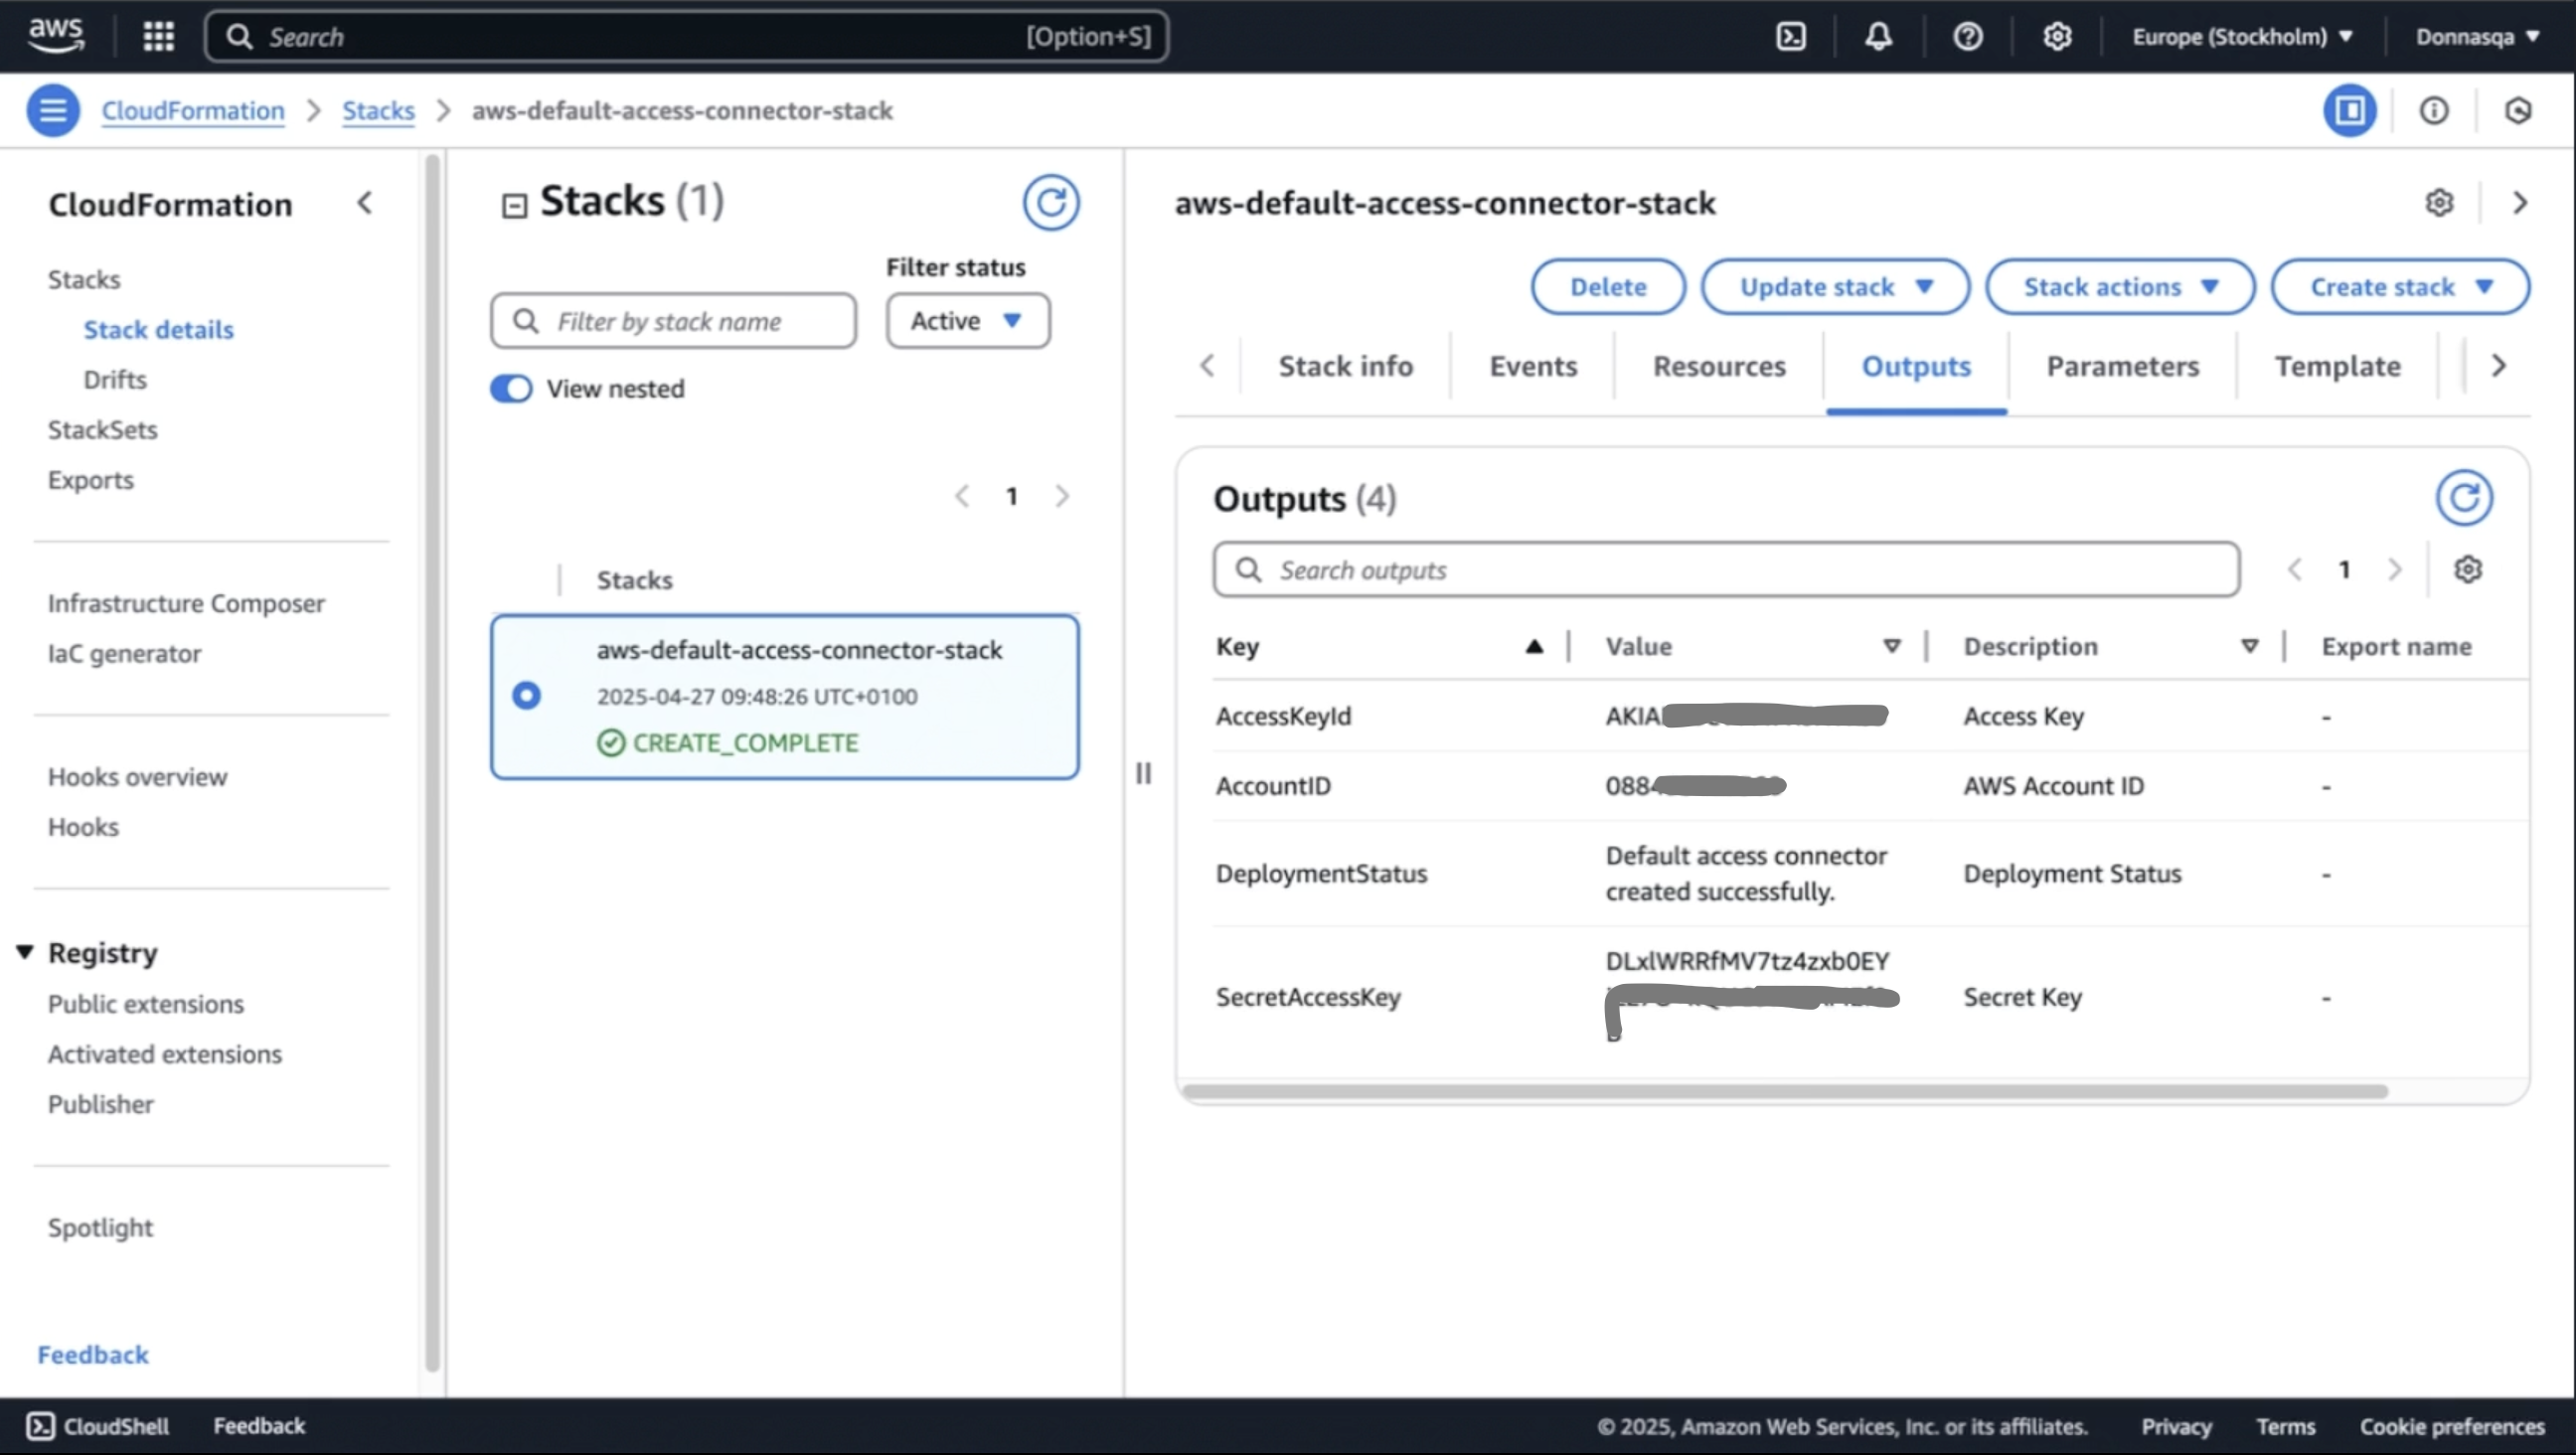 aws
Search
[Option+S]
Europe (Stockholm)
Donnasqa
CloudFormation
Stacks
aws-default-access-connector-stack
CloudFormation
Stacks
Stack details
Drifts
StackSets
Exports
Infrastructure Composer
IaC generator
Hooks overview
Hooks
Registry
Public extensions
Activated extensions
Publisher
Spotlight
Feedback
Stacks (1)
Filter status
Filter by stack name
Active
View nested
1
Stacks
aws-default-access-connector-stack
2025-04-27 09:48:26 UTC+0100
CREATE_COMPLETE
aws-default-access-connector-stack
Delete
Update stack
Stack actions
Create stack
Stack info
Events
Resources
Outputs
Parameters
Template
Outputs (4)
Search outputs
1
Key
Value
Description
Export name
AccessKeyId
AKIA
Access Key
-
AccountID
088
AWS Account ID
-
DeploymentStatus
Default access connector
created successfully.
Deployment Status
-
SecretAccessKey
DLxlWRRfMV7tz4zxb0EY
Secret Key
-
CloudShell
Feedback
© 2025, Amazon Web Services, Inc. or its affiliates.
Privacy
Terms
Cookie preferences